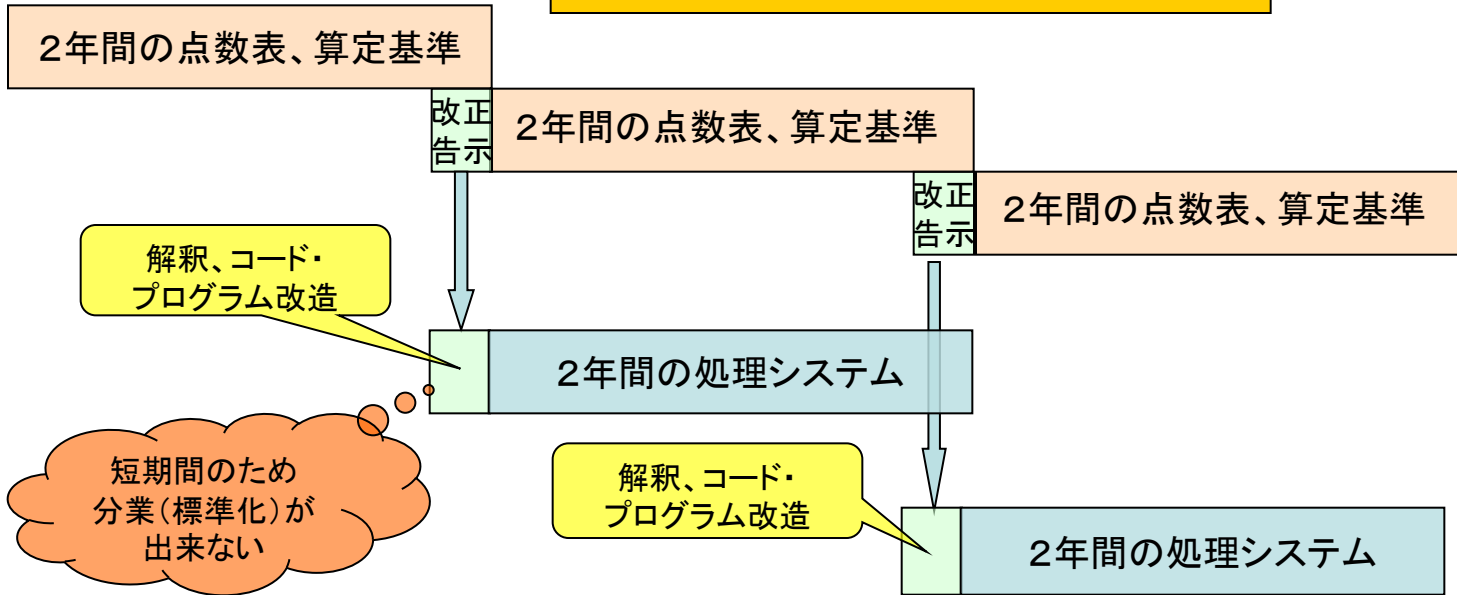 ２年間の点数表、算定基準
改正
告示
２年間の点数表、算定基準
改正
告示
２年間の点数表、算定基準
解釈、コード・
プログラム改造
２年間の処理システム
短期間のため
分業（標準化）が
出来ない
解釈、コード・
プログラム改造
２年間の処理システム